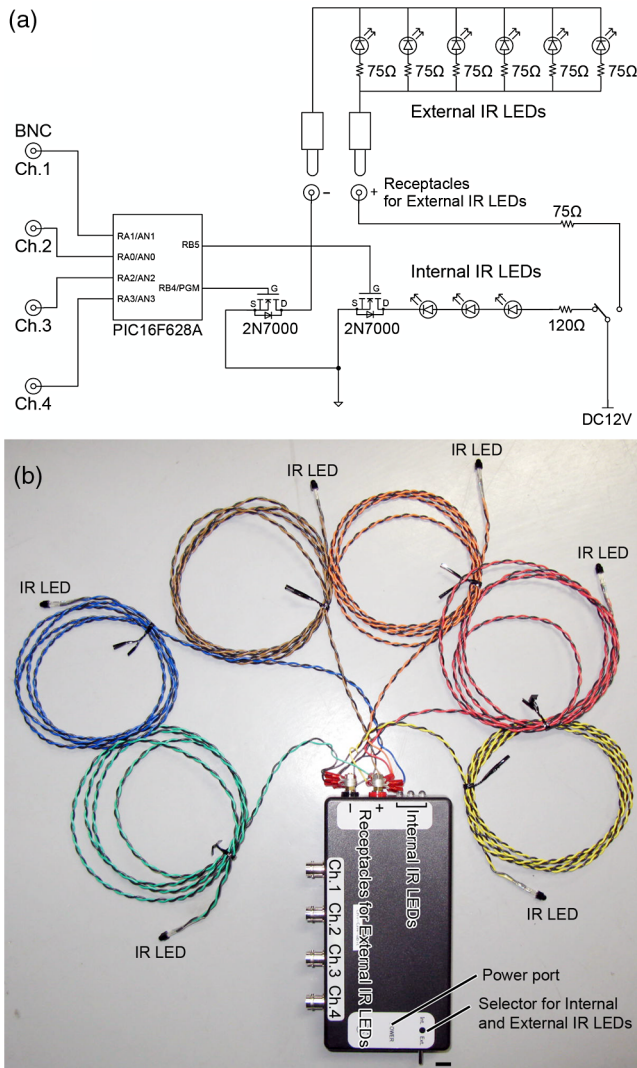 (a)
75Ω 75Ω 75Ω 75Ω 75Ω 75Ω
External IR LEDs
BNC
Ch.1
Ch.2
Ch.3
Ch.4
RA1/AN1
RA0/AN0
RA2/AN2
RA3/AN3
RB5
RB4/PGM
PIC16F628A
−
+
Receptacles
for External IR LEDs
75Ω
G
S D
2N7000
G
S D
2N7000
Internal IR LEDs
120Ω
DC12V
(b)
IR LED
IR LED
IR LED
IR LED
IR LED
IR LED
−
+
Receptacles for External IR LEDs
Internal IR LEDs
Ch.1 Ch.2 Ch.3 Ch.4
POWER
Int. Ext.
Power port
Selector for Internal
and External IR LEDs